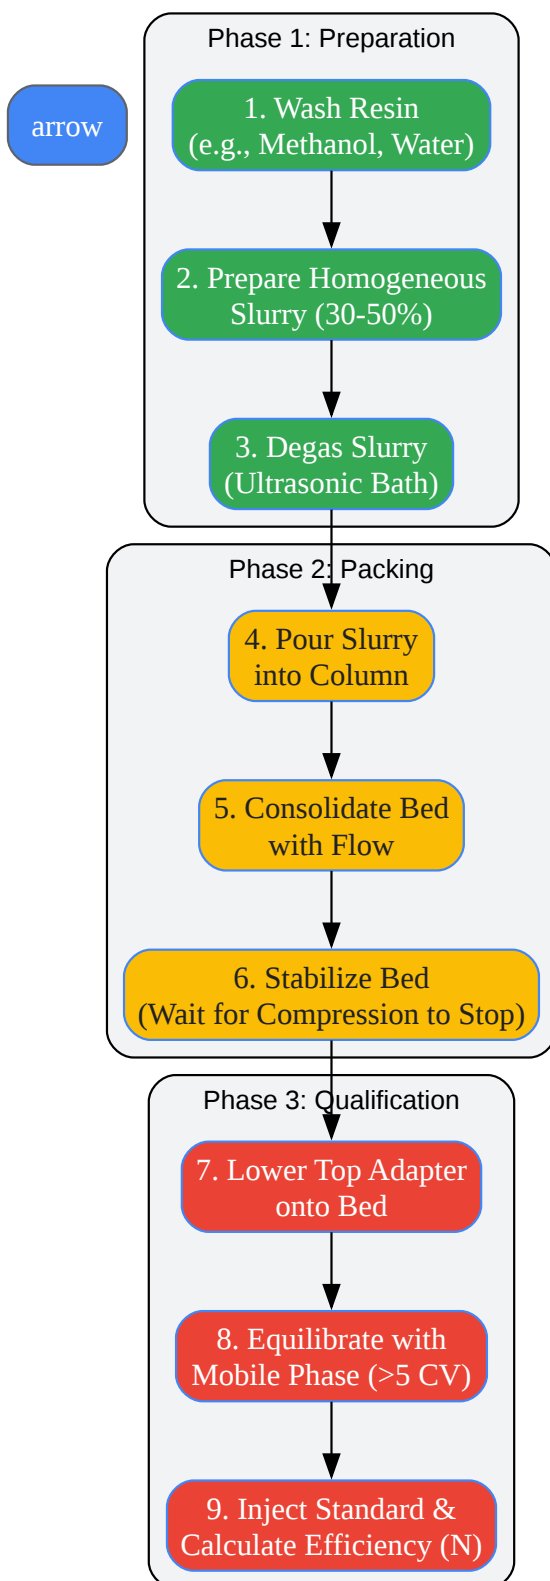 Phase 1: Preparation
arrow
1. Wash Resin
(e.g., Methanol, Water)
2. Prepare Homogeneous
Slurry (30-50%)
3. Degas Slurry
(Ultrasonic Bath)
Phase 2: Packing
4. Pour Slurry
into Column
5. Consolidate Bed
with Flow
6. Stabilize Bed
(Wait for Compression to Stop)
Phase 3: Qualification
7. Lower Top Adapter
onto Bed
8. Equilibrate with
Mobile Phase (>5 CV)
9. Inject Standard &
Calculate Efficiency (N)